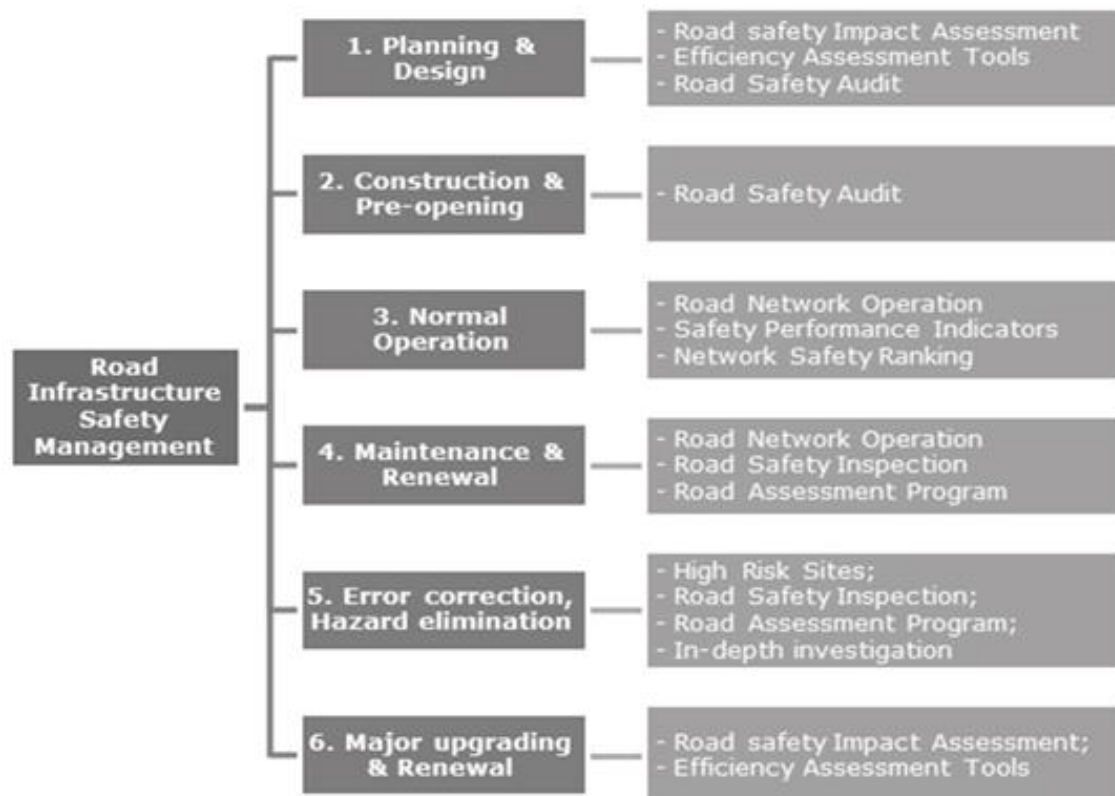 Road
Infrastructure
Safety
Management
1. Planning &
Design
- Road safety Impact Assessment
- Efficiency Assessment Tools
- Road Safety Audit
2. Construction &
Pre-opening
- Road Safety Audit
3. Normal
Operation
- Road Network Operation
- Safety Performance Indicators
- Network Safety Ranking
4. Maintenance &
Renewal
- Road Network Operation
- Road Safety Inspection
- Road Assessment Program
5. Error correction,
Hazard elimination
- High Risk Sites;
- Road Safety Inspection;
- Road Assessment Program;
- In-depth investigation
6. Major upgrading
& Renewal
- Road safety Impact Assessment;
- Efficiency Assessment Tools